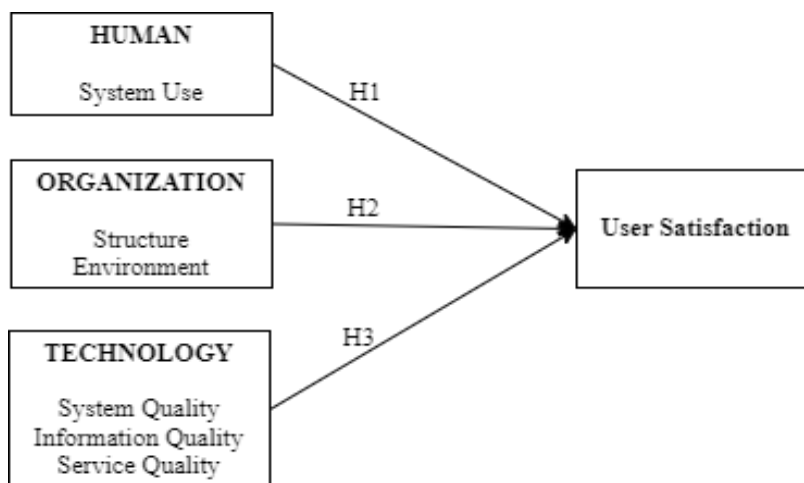 HUMAN
System Use
H1
ORGANIZATION
Structure
Environment
H2
User Satisfaction
TECHNOLOGY
System Quality
Information Quality
Service Quality
H3